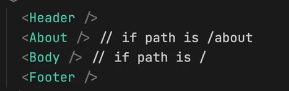 <Header />
<About /> // if path is /about
<Body /> // if path is /
<Footer />